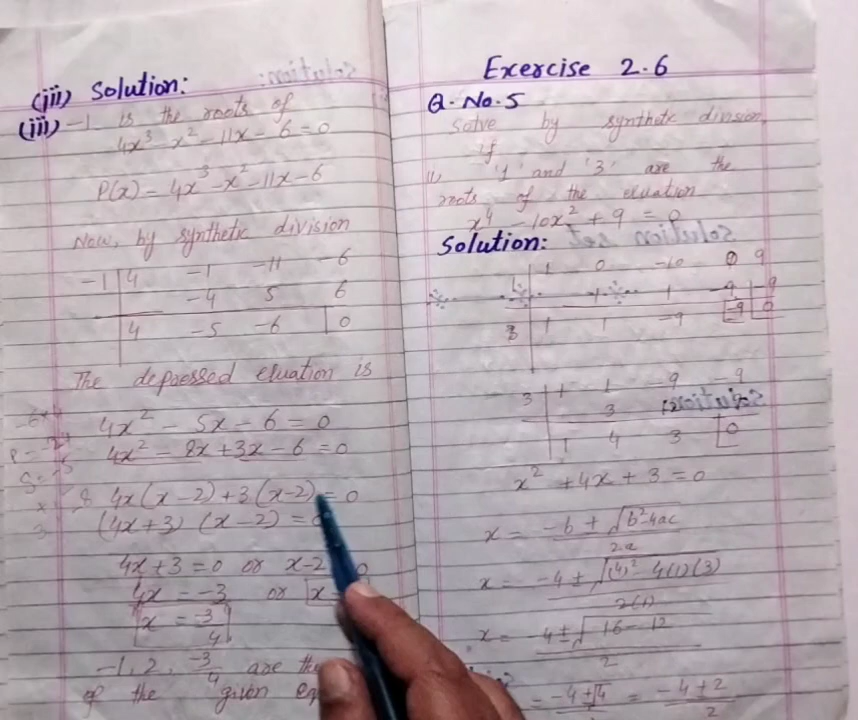 (iii) Solution:
(iii) -1 is the roots of
4x³ - x² - 11x - 6 = 0
P(x) = 4x³ - x² - 11x - 6
Now, by synthetic division
-1 | 4 -1 -11 -6
-4 5 6
4 -5 -6 | 0
The depressed equation is
4x² - 5x - 6 = 0
4x² - 8x + 3x - 6 = 0
4x(x - 2) + 3(x - 2) = 0
(4x + 3) (x - 2) = 0
4x + 3 = 0 or x - 2 0
4x = -3 or x
x = -3/4
-1, 2, -3/4 are the
of the given
Exercise 2.6
Q. No. 5
Solve by synthetic division,
if
'1' and '3' are the
roots of the equation
x⁴ - 10x² + 9 = 0
Solution:
1 | 1 0 -10 0 9
1 1 -9 -9
1 1 -9 -9 | 0
3 | 1 1 -9 -9
3
1 4 3 | 0
x² + 4x + 3 = 0
x = -b ± √b²-4ac / 2a
x = -4 ± √(4)² - 4(1)(3) / 2(1)
x = -4 ± √16 - 12 / 2
= -4 ± √4 = -4 ± 2 / 2